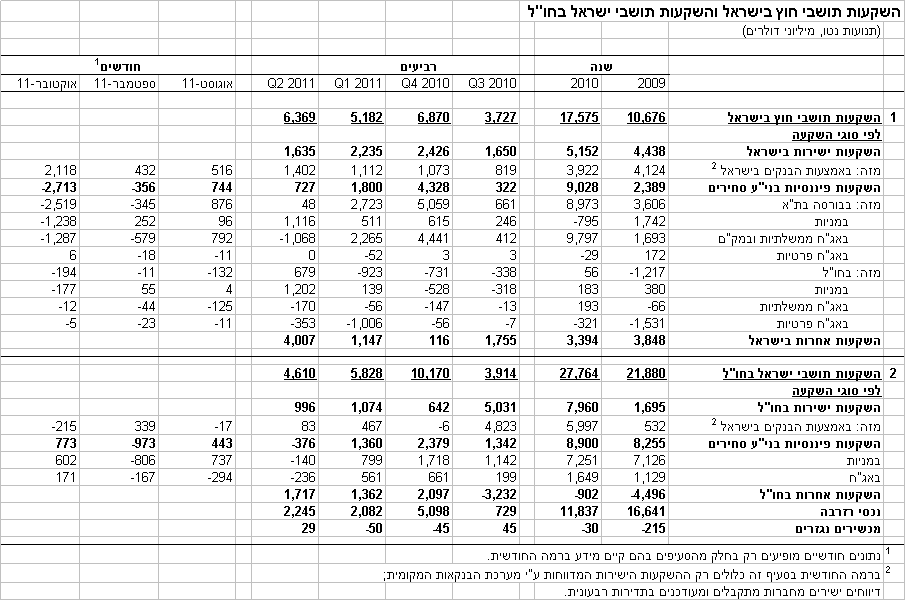 השקעות תושבי חוץ בישראל והשקעות תושבי ישראל בחו"ל
(תנועות נטו, מיליוני דולרים)
שנה רביעים חודשים1
2009 2010 Q3 2010 Q4 2010 Q1 2011 Q2 2011 אוגוסט-11 ספטמבר-11 אוקטובר-11
1 השקעות תושבי חוץ בישראל 10,676 17,575 3,727 6,870 5,182 6,369
לפי סוגי השקעה
השקעות ישירות בישראל 4,438 5,152 1,650 2,426 2,235 1,635
מזה: באמצעות הבנקים בישראל 2 4,124 3,922 819 1,073 1,112 1,402 516 432 2,118
השקעות פיננסיות בני"ע סחירים 2,389 9,028 322 4,328 1,800 727 744 -356 -2,713
מזה: בבורסה בת"א 3,606 8,973 661 5,059 2,723 48 876 -345 -2,519
במניות 1,742 -795 246 615 511 1,116 96 252 -1,238
באג"ח ממשלתיות ובמק"ם 1,693 9,797 412 4,441 2,265 -1,068 792 -579 -1,287
באג"ח פרטיות 172 -29 3 3 -52 0 -11 -18 6
מזה: בחו"ל -1,217 56 -338 -731 -923 679 -132 -11 -194
במניות 380 183 -318 -528 139 1,202 4 55 -177
באג"ח ממשלתיות -66 193 -13 -147 -56 -170 -125 -44 -12
באג"ח פרטיות -1,531 -321 -7 -56 -1,006 -353 -11 -23 -5
השקעות אחרות בישראל 3,848 3,394 1,755 116 1,147 4,007
2 השקעות תושבי ישראל בחו"ל 21,880 27,764 3,914 10,170 5,828 4,610
לפי סוגי השקעה
השקעות ישירות בחו"ל 1,695 7,960 5,031 642 1,074 996
מזה: באמצעות הבנקים בישראל 2 532 5,997 4,823 -6 467 83 -17 339 -215
השקעות פיננסיות בני"ע סחירים 8,255 8,900 1,342 2,379 1,360 -376 443 -973 773
במניות 7,126 7,251 1,142 1,718 799 -140 737 -806 602
באג"ח 1,129 1,649 199 661 561 -236 -294 -167 171
השקעות אחרות בחו"ל -4,496 -902 -3,232 2,097 1,362 1,717
נכסי רזרבה 16,641 11,837 729 5,098 2,082 2,245
מכשירים נגזרים -215 -30 45 -45 -50 29
1 נתונים חודשיים מופיעים רק בחלק מהסעיפים בהם קיים מידע ברמה החודשית.
2 ברמה החודשית בסעיף זה כלולים רק ההשקעות הישירות המדווחות ע"י מערכת הבנקאות המקומית;
דיווחים ישירים מחברות מתקבלים ומעודכנים בתדירות רבעונית.